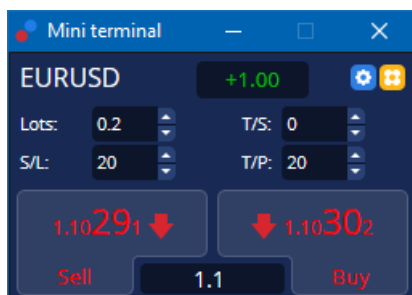 Mini terminal
EURUSD +1.00
Lots: 0.2 T/S: 0
S/L: 20 T/P: 20
1.10291 1.10302
Sell 1.1 Buy